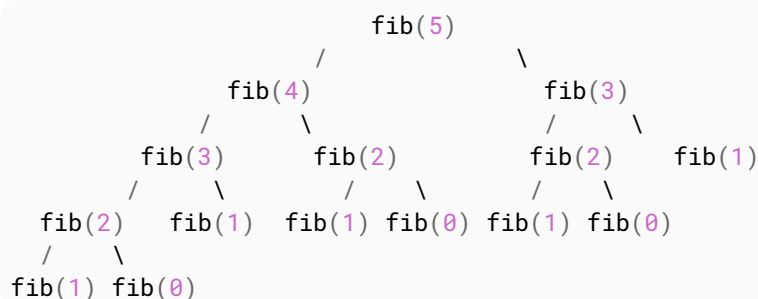 fib(5)
/ \
fib(4) fib(3)
/ \ / \
fib(3) fib(2) fib(2) fib(1)
/ \ / \ / \
fib(2) fib(1) fib(1) fib(0) fib(1) fib(0)
/ \
fib(1) fib(0)